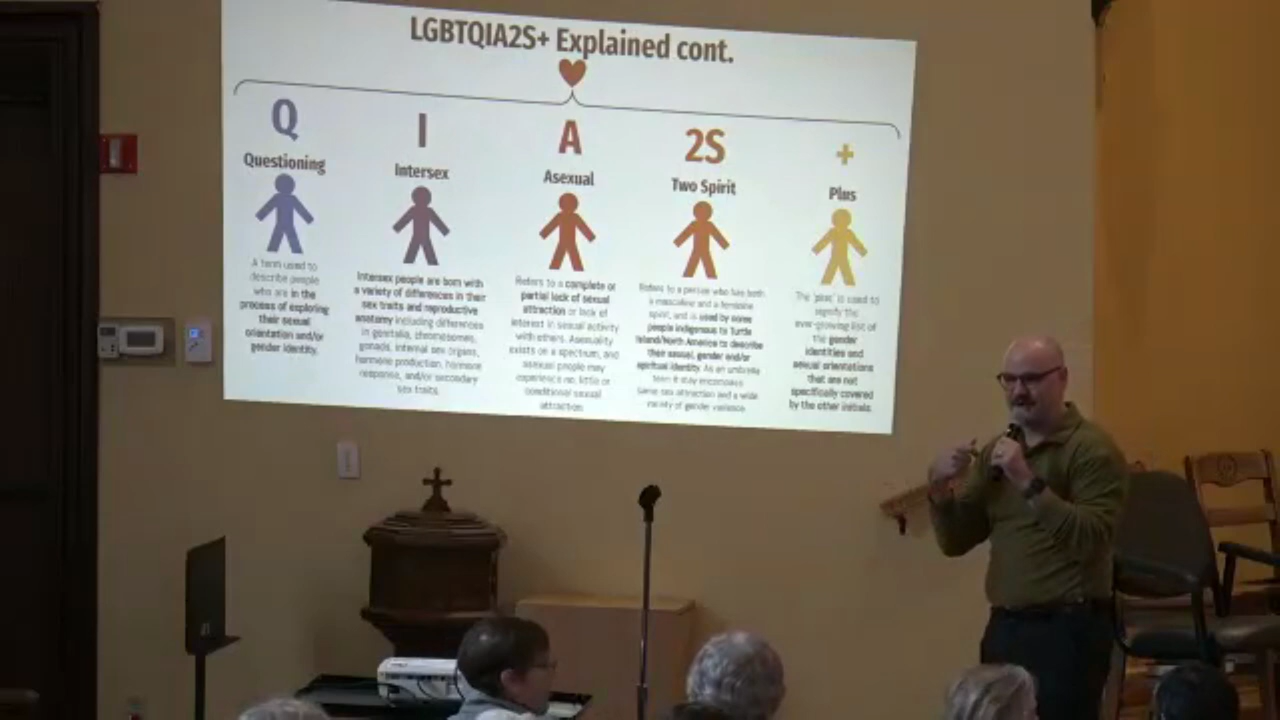 LGBTQIA2S+ Explained cont.
Q
Questioning
A term used to
describe people
who are in the
process of exploring
their sexual
orientation and/or
gender identity.
I
Intersex
Intersex people are born with
a variety of differences in their
sex traits and reproductive
anatomy including differences
in genitalia, chromosomes,
gonads, internal sex organs,
hormone production, hormone
response, and/or secondary
sex traits.
A
Asexual
Refers to a complete or
partial lack of sexual
attraction or lack of
interest in sexual activity
with others. Asexuality
exists on a spectrum, and
asexual people may
experience no, little or
conditional sexual
attraction.
2S
Two Spirit
Refers to a person who has both
a masculine and a feminine
spirit, and is used by some
people indigenous to Turtle
Island/North America to describe
their sexual, gender and/or
spiritual identity. As an umbrella
term it may encompass
same sex attraction and a wide
variety of gender variance
+
Plus
The 'plus' is used to
signify the
ever-growing list of
the gender
identities and
sexual orientations
that are not
specifically covered
by the other initials.